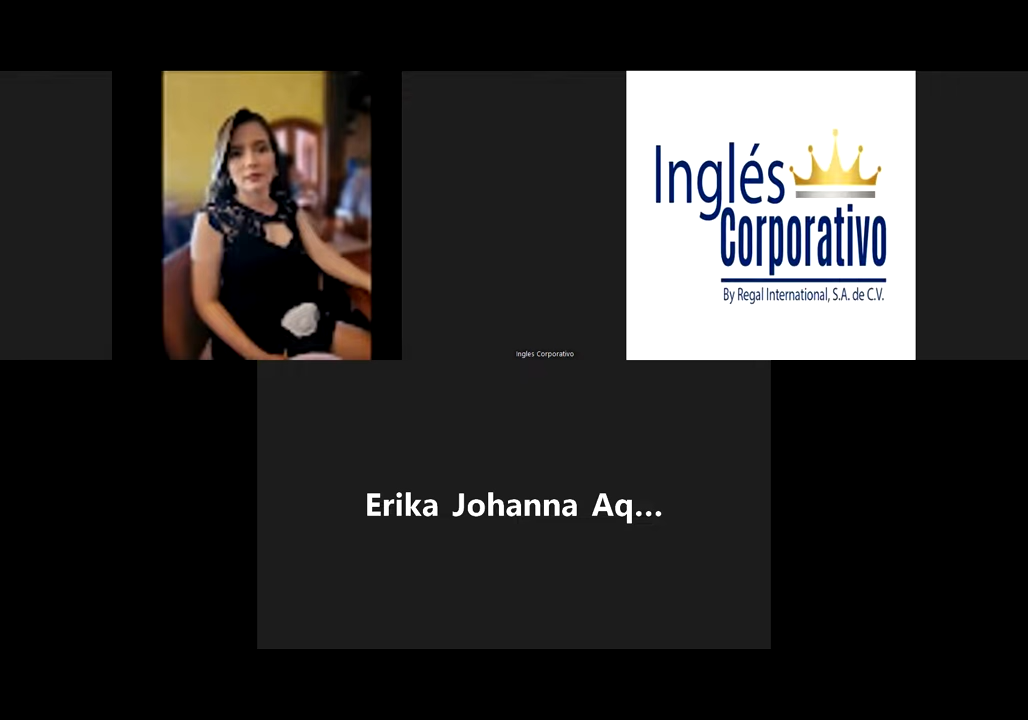 Inglés
Corporativo
By Regal International, S.A. de C.V.
Ingles Corporativo
Erika Johanna Aq...